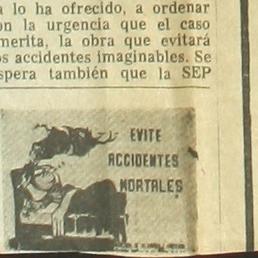 a lo ha ofrecido, a ordenar
on la urgencia que el caso
merita, la obra que evitará
os accidentes imaginables. Se
spera también que la SEP
EVITE
ACCIDENTES
MORTALES